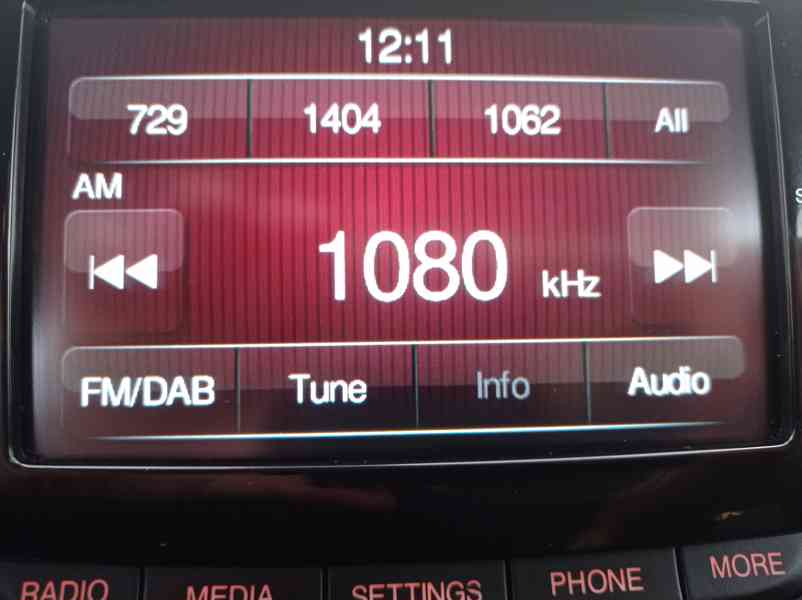 12:11
729 1404 1062 All
AM
1080 kHz
FM/DAB Tune Info Audio
RADIO MEDIA SETTINGS PHONE MORE